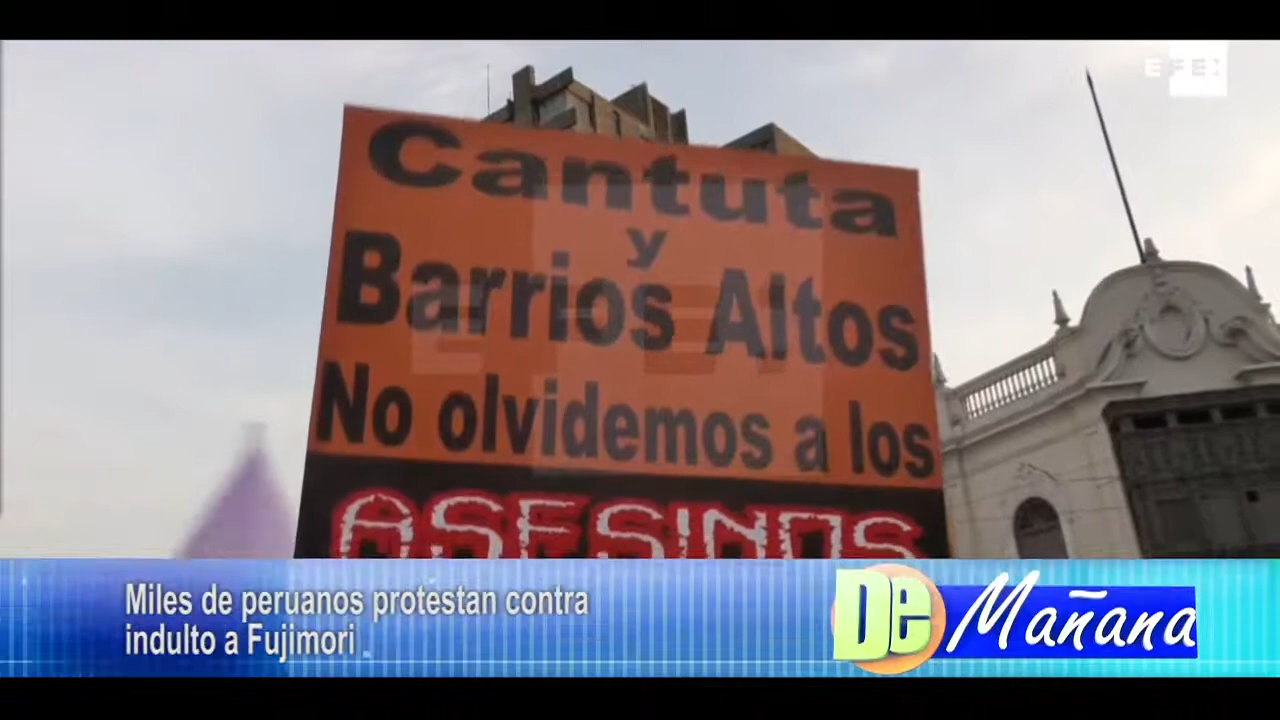 EFE:
Cantuta
y
Barrios Altos
No olvidemos a los
ASESINOS
Miles de peruanos protestan contra
indulto a Fujimori
De Mañana